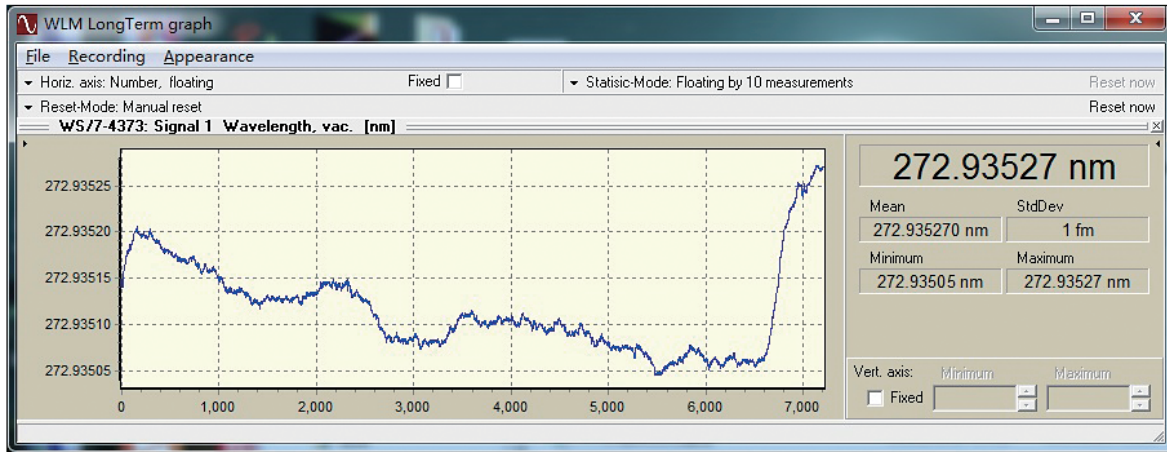 WLM LongTerm graph
File Recording Appearance
Horiz. axis: Number, floating Fixed Statisic-Mode: Floating by 10 measurements Reset now
Reset-Mode: Manual reset Reset now
WS/7-4373: Signal 1 Wavelength, vac. [nm]
272.93527 nm
Mean StdDev
272.935270 nm 1 fm
Minimum Maximum
272.93505 nm 272.93527 nm
Vert. axis: Minimum Maximum
Fixed
272.93525
272.93520
272.93515
272.93510
272.93505
0 1,000 2,000 3,000 4,000 5,000 6,000 7,000